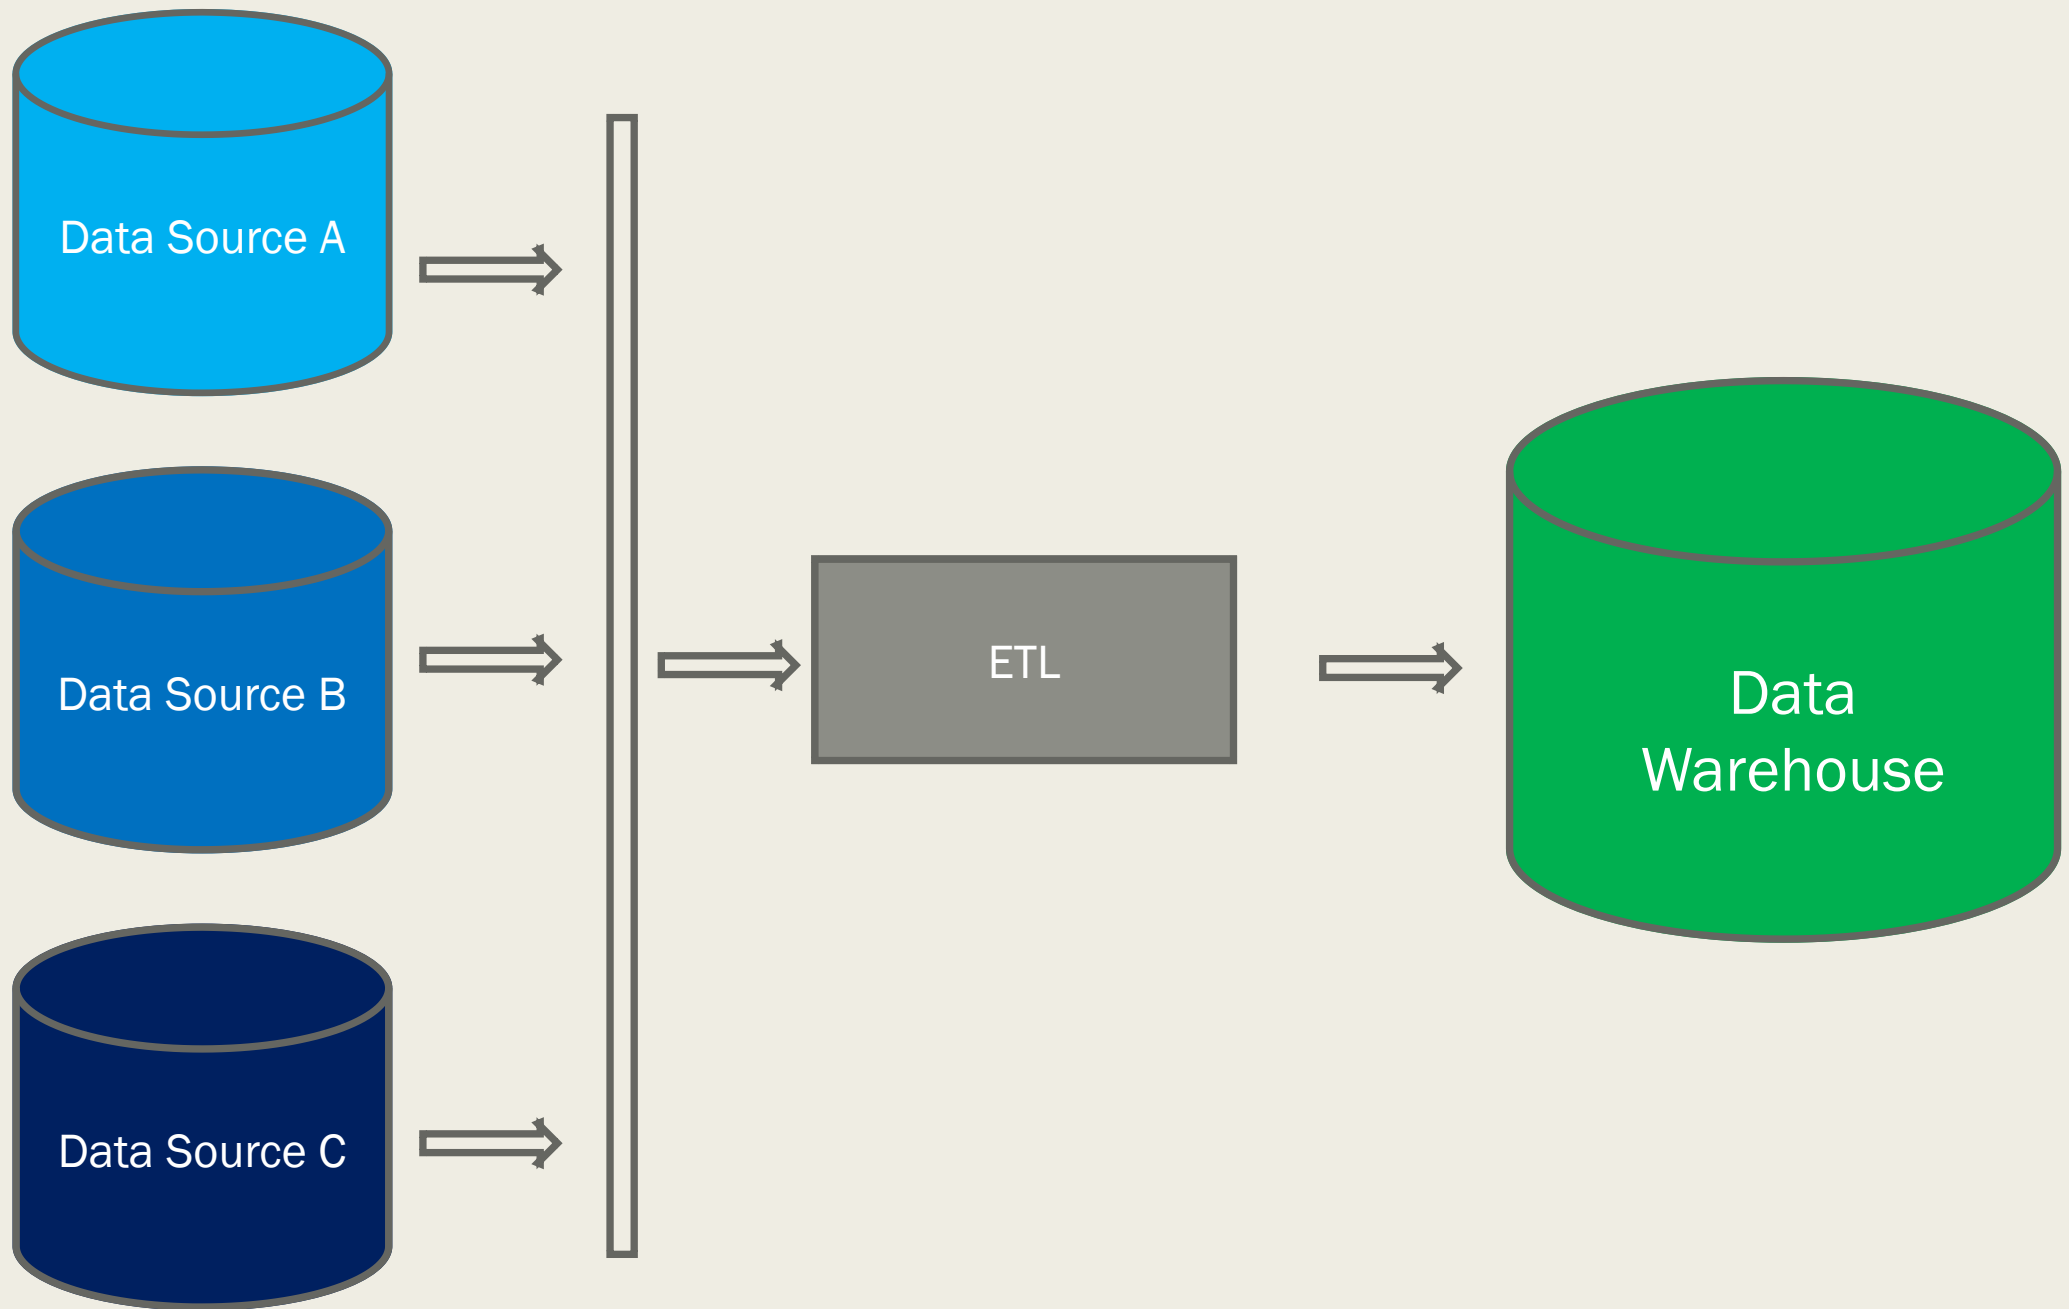 Data Source A
Data Source B
ETL
Data
Warehouse
Data Source C